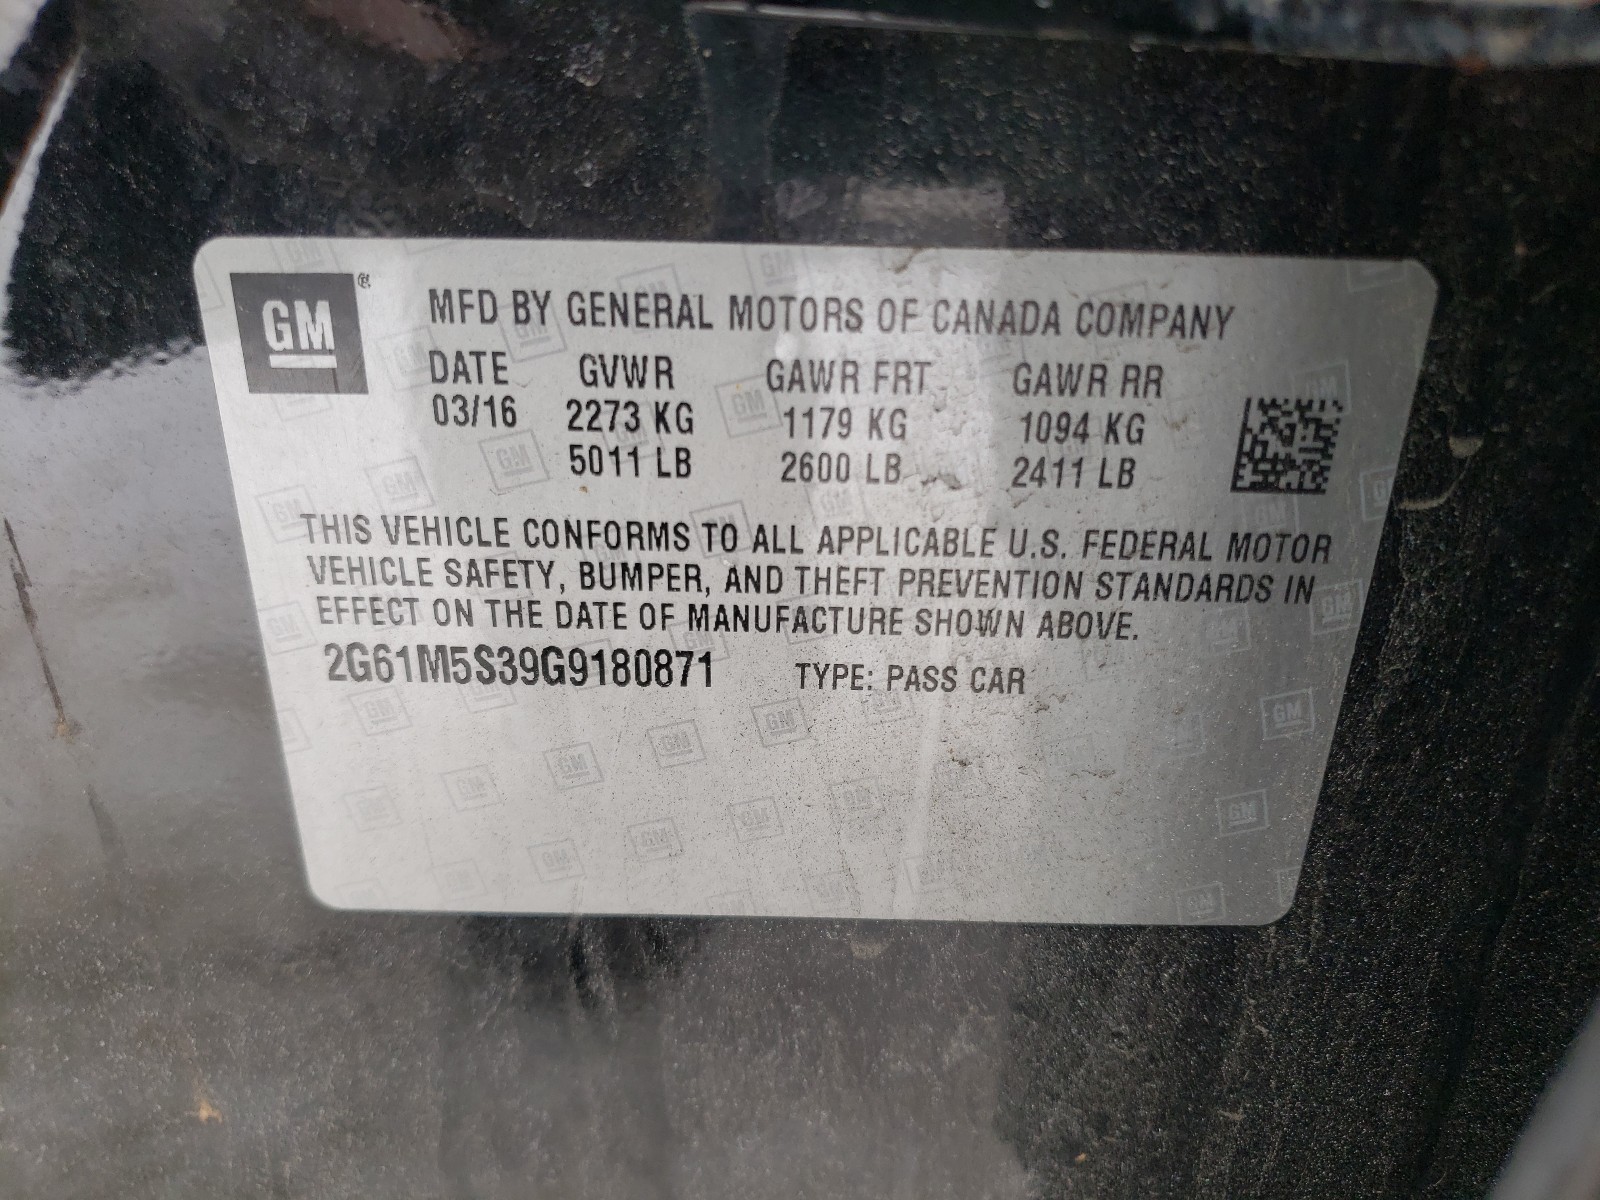 GM ®
MFD BY GENERAL MOTORS OF CANADA COMPANY
DATE GVWR GAWR FRT GAWR RR
03/16 2273 KG 1179 KG 1094 KG
5011 LB 2600 LB 2411 LB
THIS VEHICLE CONFORMS TO ALL APPLICABLE U.S. FEDERAL MOTOR
VEHICLE SAFETY, BUMPER, AND THEFT PREVENTION STANDARDS IN
EFFECT ON THE DATE OF MANUFACTURE SHOWN ABOVE.
2G61M5S39G9180871 TYPE: PASS CAR